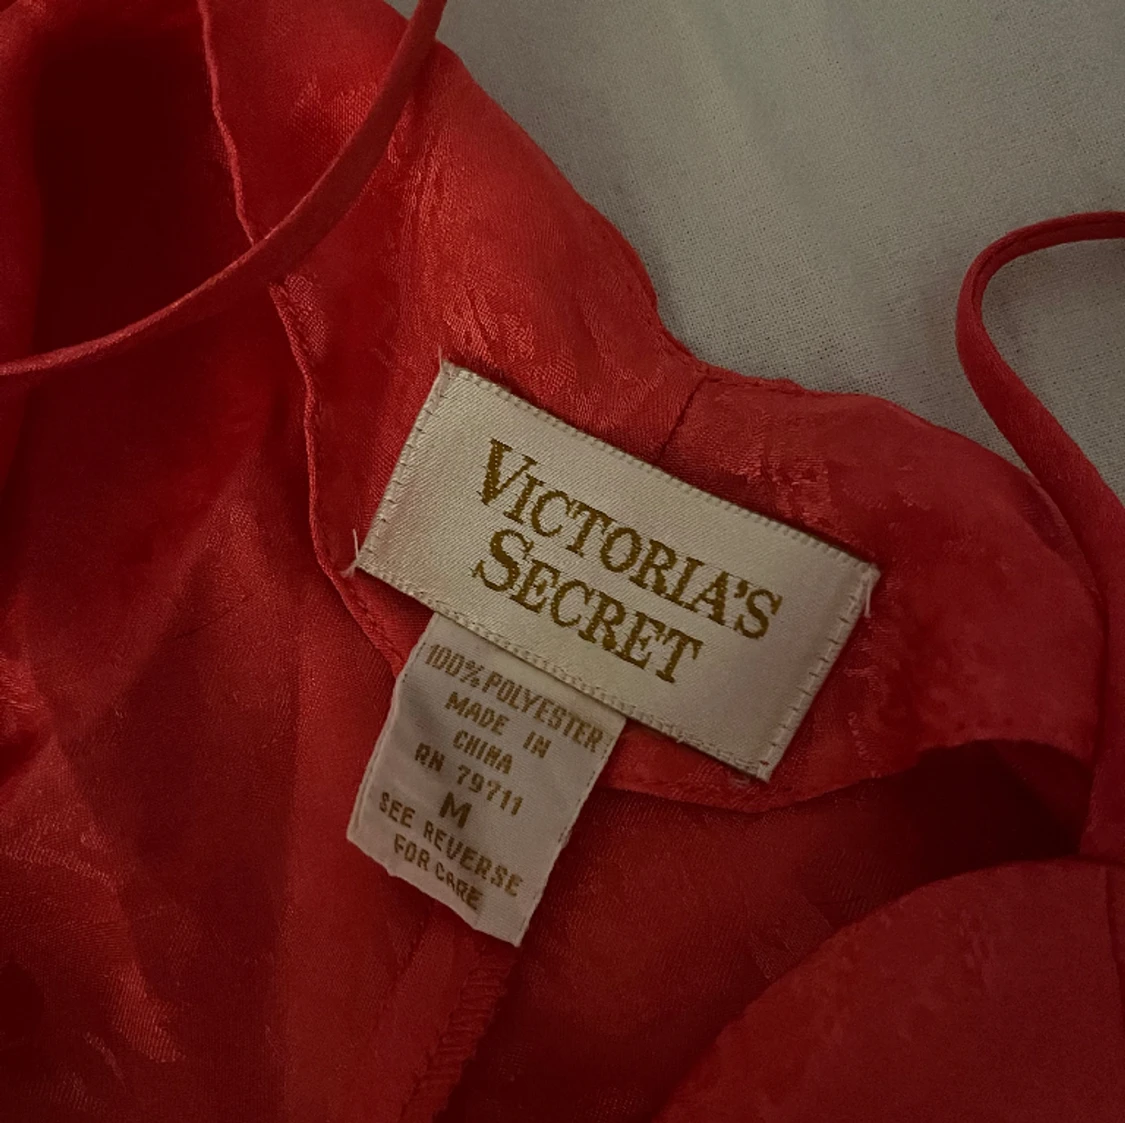 VICTORIA'S
SECRET
100% POLYESTER
MADE IN
CHINA
RN 79711
M
SEE REVERSE
FOR CARE